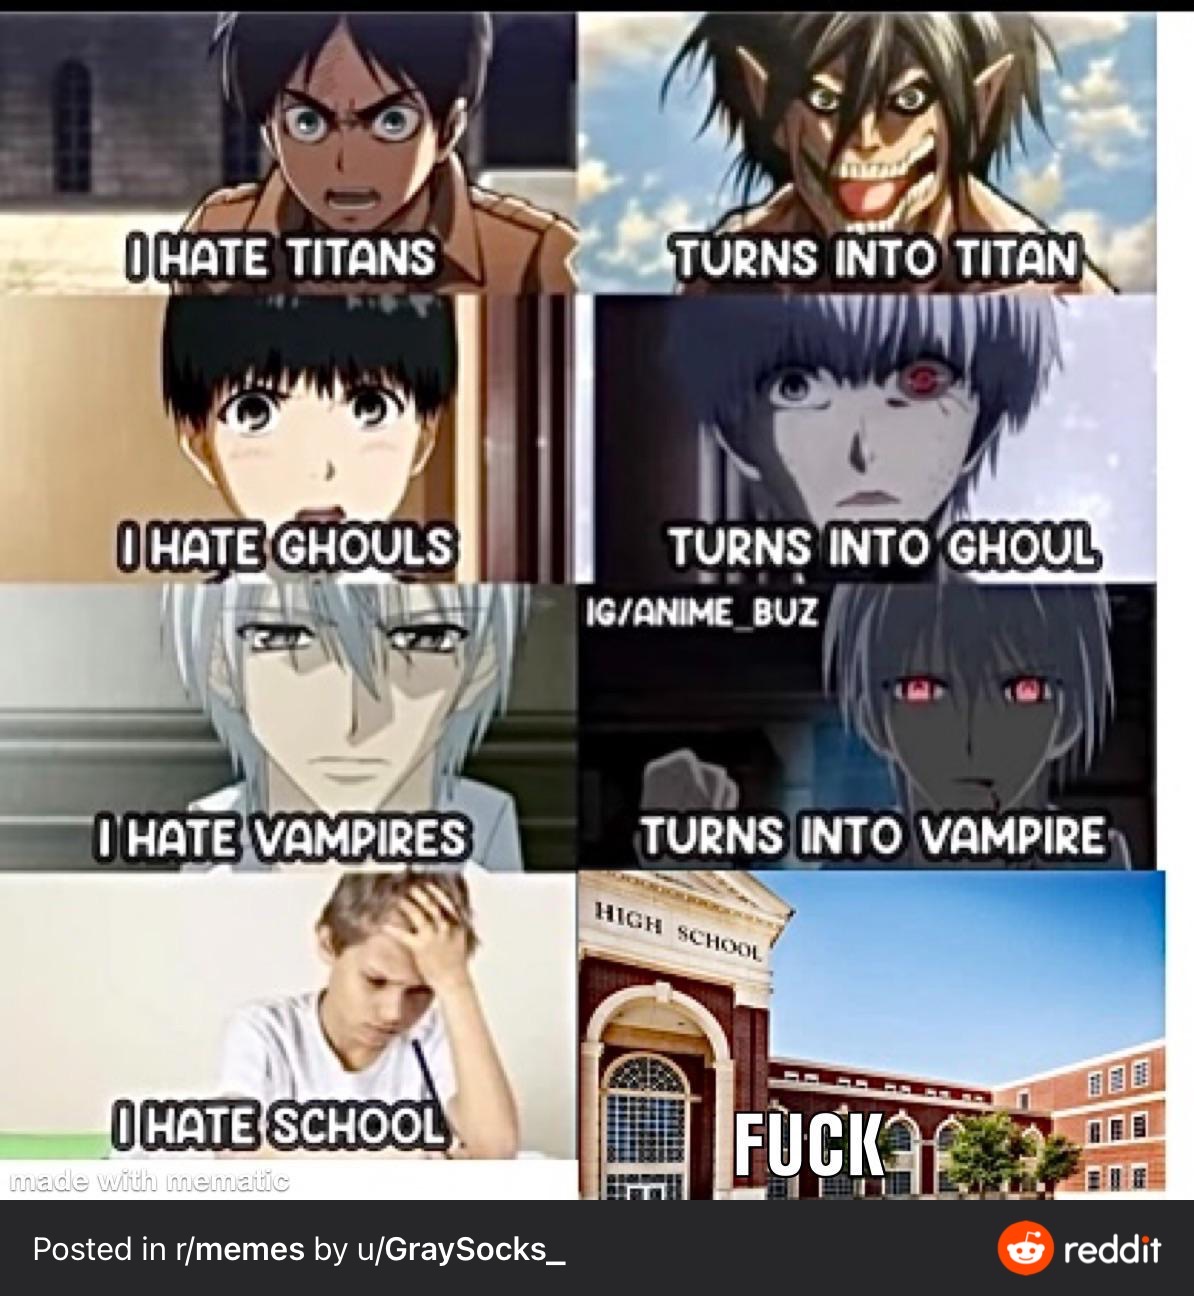 I HATE TITANS
TURNS INTO TITAN
I HATE GHOULS
TURNS INTO GHOUL
IG/ANIME_BUZ
I HATE VAMPIRES
TURNS INTO VAMPIRE
HIGH SCHOOL
I HATE SCHOOL
FUCK
made with mematic
Posted in r/memes by u/GraySocks_
reddit